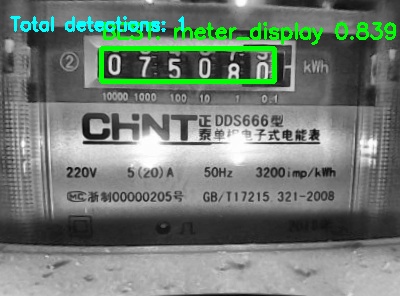 Total detections: 1
BEST: meter_display 0.839
② 075080 kWh
10000 1000 100 10 1 0.1
CHNT 正 DDS666型
泰 单相电子式电能表
220V 5(20)A 50Hz 3200imp/kWh
MC 浙制00000205号 GB/T17215.321-2008